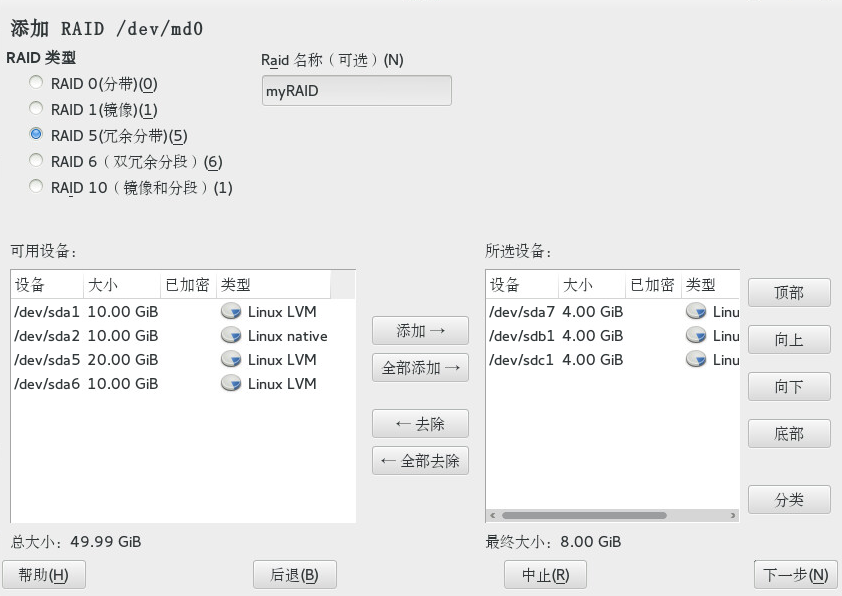 添加 RAID /dev/md0
RAID 类型
Raid 名称（可选）(N)
RAID 0(分带)(0)
myRAID
RAID 1(镜像)(1)
RAID 5(冗余分带)(5)
RAID 6（双冗余分段）(6)
RAID 10（镜像和分段）(1)
可用设备：
设备 大小 已加密 类型
/dev/sda1 10.00 GiB Linux LVM
/dev/sda2 10.00 GiB Linux native
/dev/sda5 20.00 GiB Linux LVM
/dev/sda6 10.00 GiB Linux LVM
总大小：49.99 GiB
添加→
全部添加→
←去除
←全部去除
所选设备：
设备 大小 已加密 类型
/dev/sda7 4.00 GiB Linu
/dev/sdb1 4.00 GiB Linu
/dev/sdc1 4.00 GiB Linu
最终大小：8.00 GiB
顶部
向上
向下
底部
分类
帮助(H) 后退(B) 中止(R) 下一步(N)